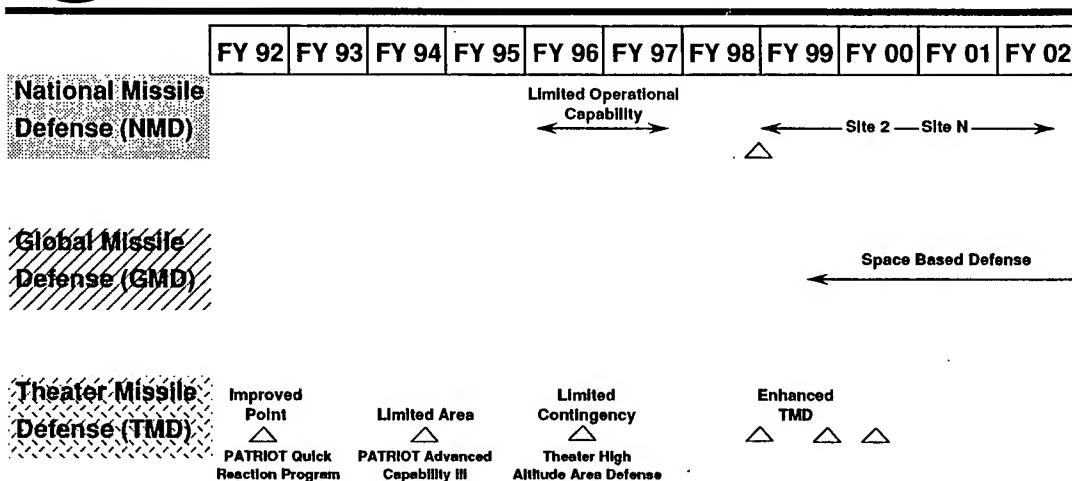 FY 92 FY 93 FY 94 FY 95 FY 96 FY 97 FY 98 FY 99 FY 00 FY 01 FY 02
National Missile
Defense (NMD)
Limited Operational
Capability
Site 2 — Site N
Global Missile
Defense (GMD)
Space Based Defense
Theater Missile
Defense (TMD)
Improved
Point
PATRIOT Quick
Reaction Program
Limited Area
PATRIOT Advanced
Capability III
Limited
Contingency
Theater High
Altitude Area Defense
Enhanced
TMD